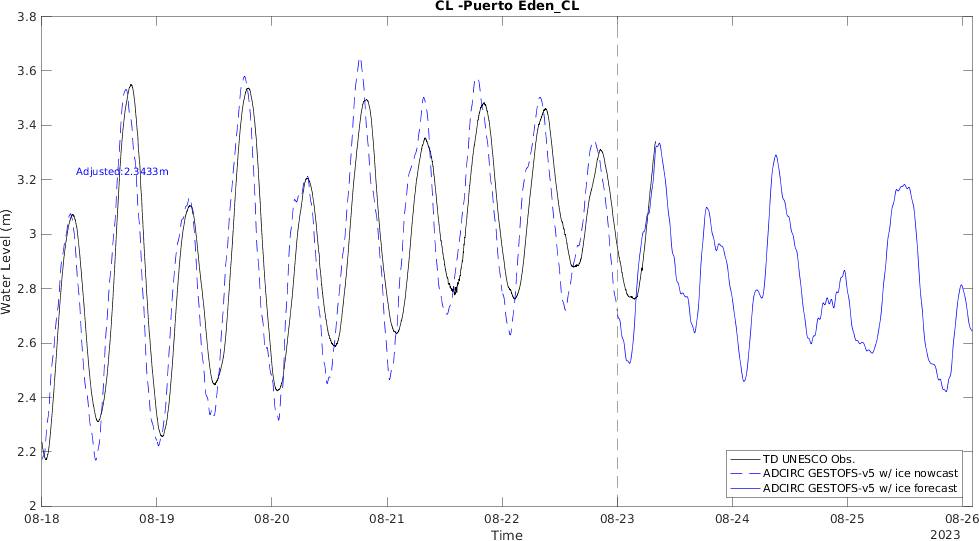 CL -Puerto Eden_CL
3.8
3.6
3.4
3.2
3
2.8
2.6
2.4
2.2
2
Water Level (m)
Adjusted:2.3433m
TD UNESCO Obs.
ADCIRC GESTOFS-v5 w/ ice nowcast
ADCIRC GESTOFS-v5 w/ ice forecast
08-18 08-19 08-20 08-21 08-22 08-23 08-24 08-25 08-26
Time
2023